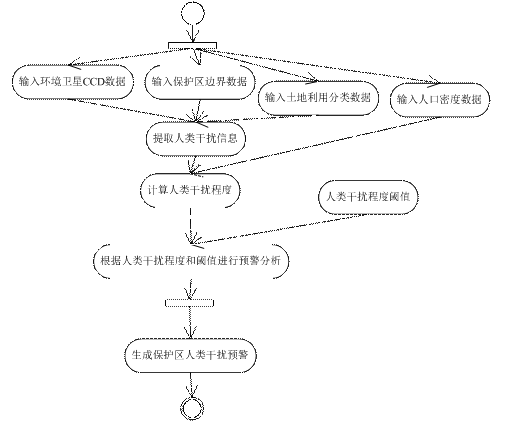 输入环境卫星CCD数据
输入保护区边界数据
输入土地利用分类数据
输入人口密度数据
提取人类干扰信息
计算人类干扰程度
人类干扰程度阈值
根据人类干扰程度和阈值进行预警分析
生成保护区人类干扰预警